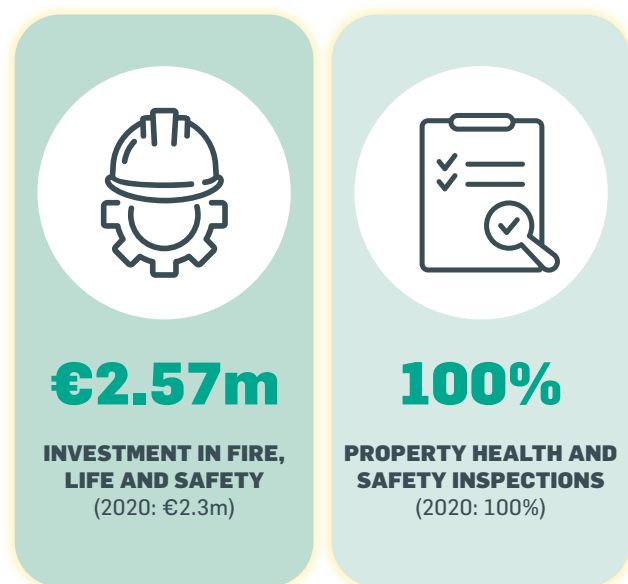 €2.57m
INVESTMENT IN FIRE,
LIFE AND SAFETY
(2020: €2.3m)
100%
PROPERTY HEALTH AND
SAFETY INSPECTIONS
(2020: 100%)